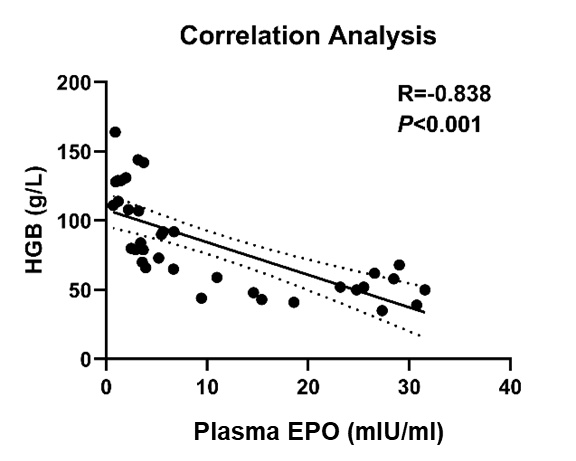 Correlation Analysis
R=-0.838
P<0.001
200
150
100
50
0
HGB (g/L)
0 10 20 30 40
Plasma EPO (mIU/ml)